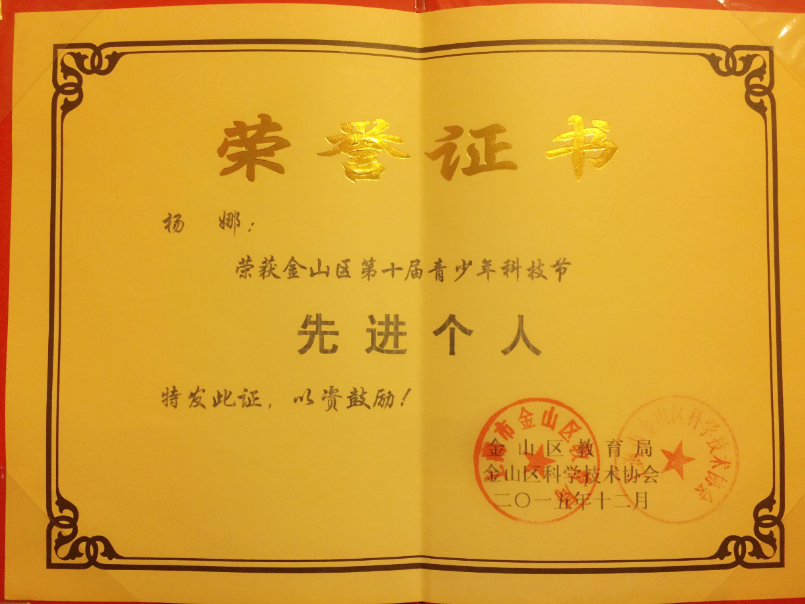 荣誉证书
杨 娜：
荣获金山区第十届青少年科技节
先进个人
特发此证，以资鼓励！
金山区教育局
金山区科学技术协会
二〇一五年十二月